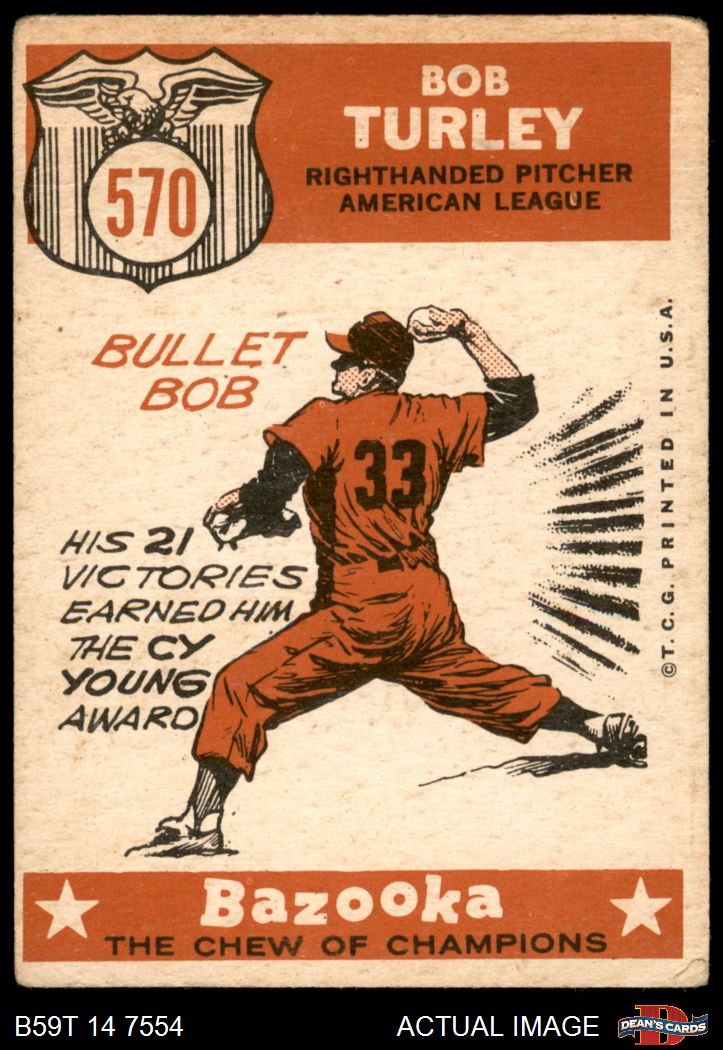 570
BOB
TURLEY
RIGHTHANDED PITCHER
AMERICAN LEAGUE
BULLET
BOB
33
HIS 21
VICTORIES
EARNED HIM
THE CY
YOUNG
AWARD
©T.C.G. PRINTED IN U.S.A.
Bazooka
THE CHEW OF CHAMPIONS
B59T 14 7554
ACTUAL IMAGE
D
DEAN'S CARDS